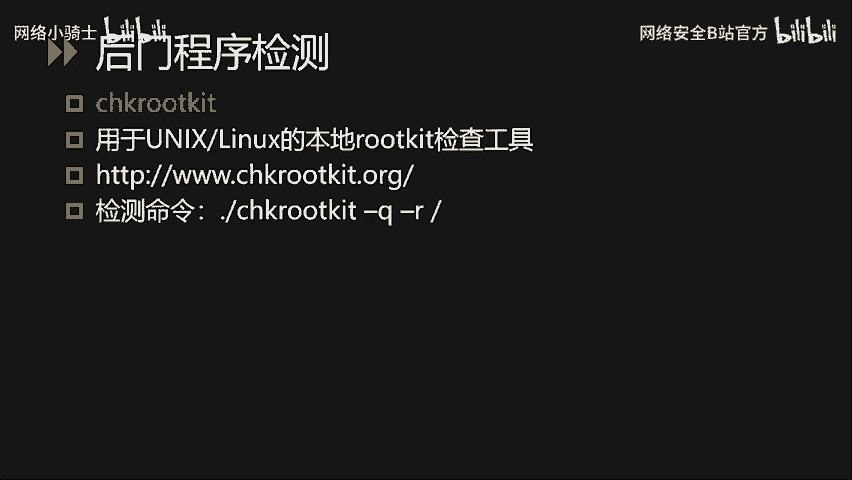 网络小骑士 bilibili
网络安全B站官方 bilibili
后门程序检测
chkrootkit
用于UNIX/Linux的本地rootkit检查工具
http://www.chkrootkit.org/
检测命令：./chkrootkit –q –r /